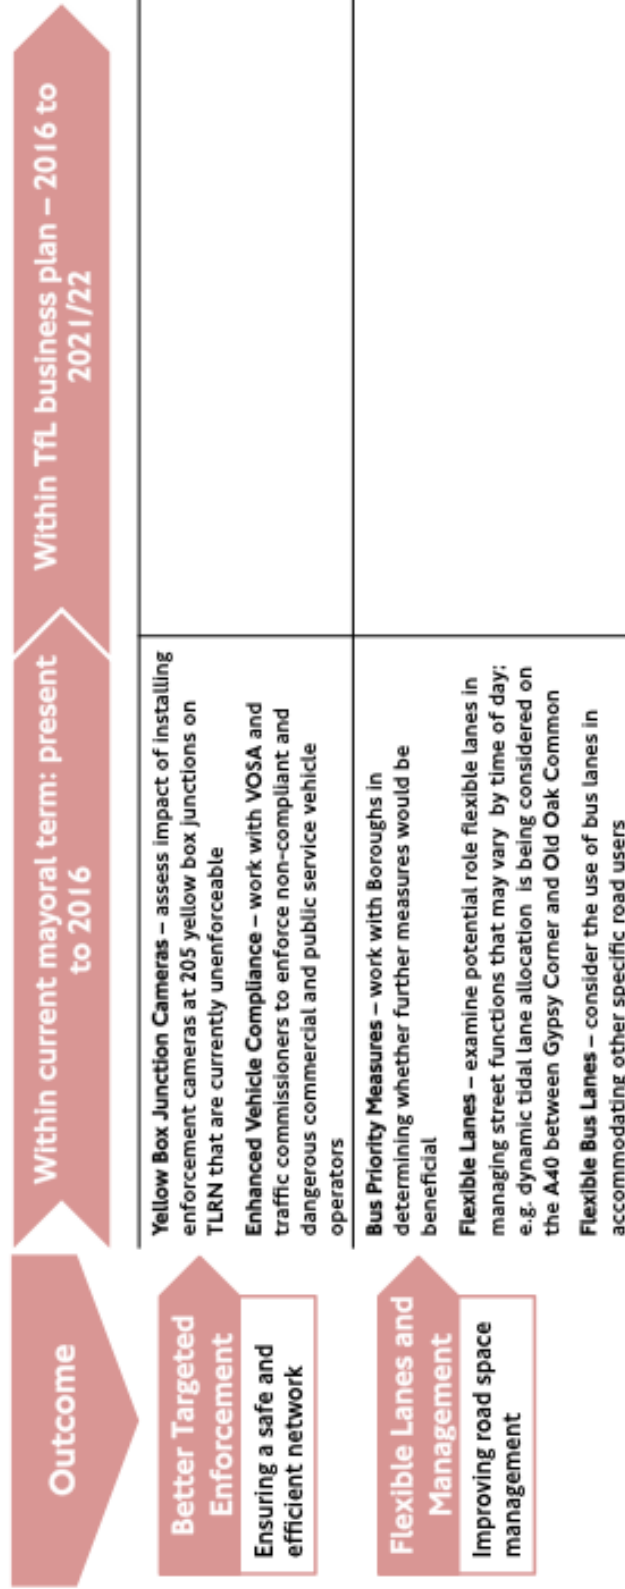 Outcome
Within current mayoral term: present
to 2016
Within TfL business plan – 2016 to
2021/22
Better Targeted
Enforcement
Ensuring a safe and
efficient network
Yellow Box Junction Cameras – assess impact of installing
enforcement cameras at 205 yellow box junctions on
TLRN that are currently unenforceable
Enhanced Vehicle Compliance – work with VOSA and
traffic commissioners to enforce non-compliant and
dangerous commercial and public service vehicle
operators
Flexible Lanes and
Management
Improving road space
management
Bus Priority Measures – work with Boroughs in
determining whether further measures would be
beneficial
Flexible Lanes – examine potential role flexible lanes in
managing street functions that may vary by time of day;
e.g. dynamic tidal lane allocation is being considered on
the A40 between Gypsy Corner and Old Oak Common
Flexible Bus Lanes – consider the use of bus lanes in
accommodating other specific road users